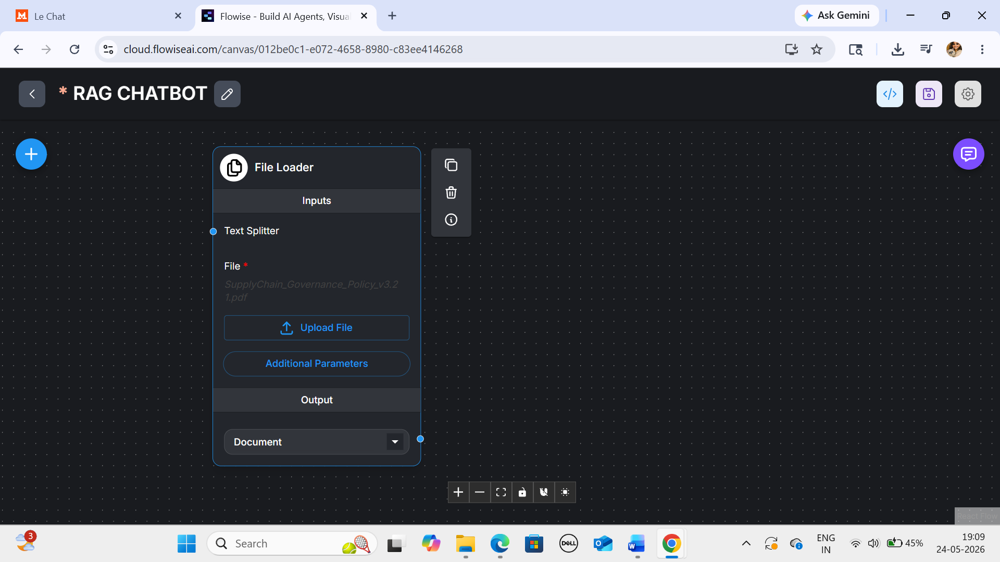 Le Chat
Flowise - Build AI Agents, Visua
Ask Gemini
cloud.flowiseai.com/canvas/012be0c1-e072-4658-8980-c83ee4146268
* RAG CHATBOT
File Loader
Inputs
Text Splitter
File *
SupplyChain_Governance_Policy_v3.2
1.pdf
Upload File
Additional Parameters
Output
Document
React Flow
3
Search
DELL
ENG
IN
45%
19:09
24-05-2026